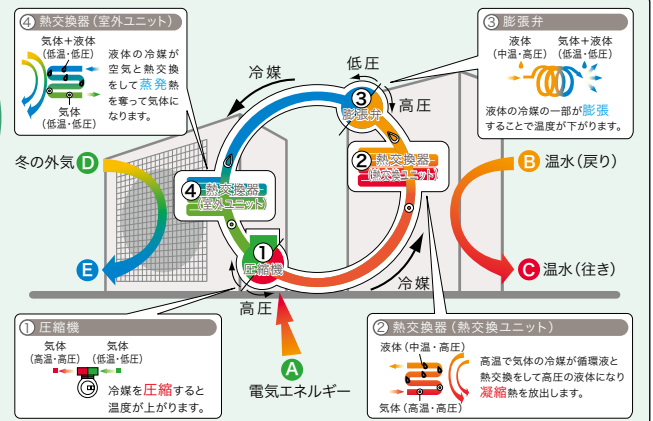 ④ 熱交換器（室外ユニット）
気体＋液体
（低温・低圧）
気体
（低温・低圧）
液体の冷媒が
空気と熱交換
をして蒸発熱
を奪って気体に
なります。
③ 膨張弁
液体
（中温・高圧）
気体＋液体
（低温・低圧）
液体の冷媒の一部が膨張
することで温度が下がります。
冷媒
低圧
高圧
③
膨張弁
② 熱交換器
（熱交換ユニット）
④ 熱交換器
（室外ユニット）
①
圧縮機
冬の外気 D
E
B 温水（戻り）
C 温水（往き）
冷媒
高圧
A
電気エネルギー
① 圧縮機
気体
（高温・高圧）
気体
（低温・低圧）
冷媒を圧縮すると
温度が上がります。
② 熱交換器（熱交換ユニット）
液体（中温・高圧）
気体（高温・高圧）
高温で気体の冷媒が循環液と
熱交換をして高圧の液体になり
凝縮熱を放出します。